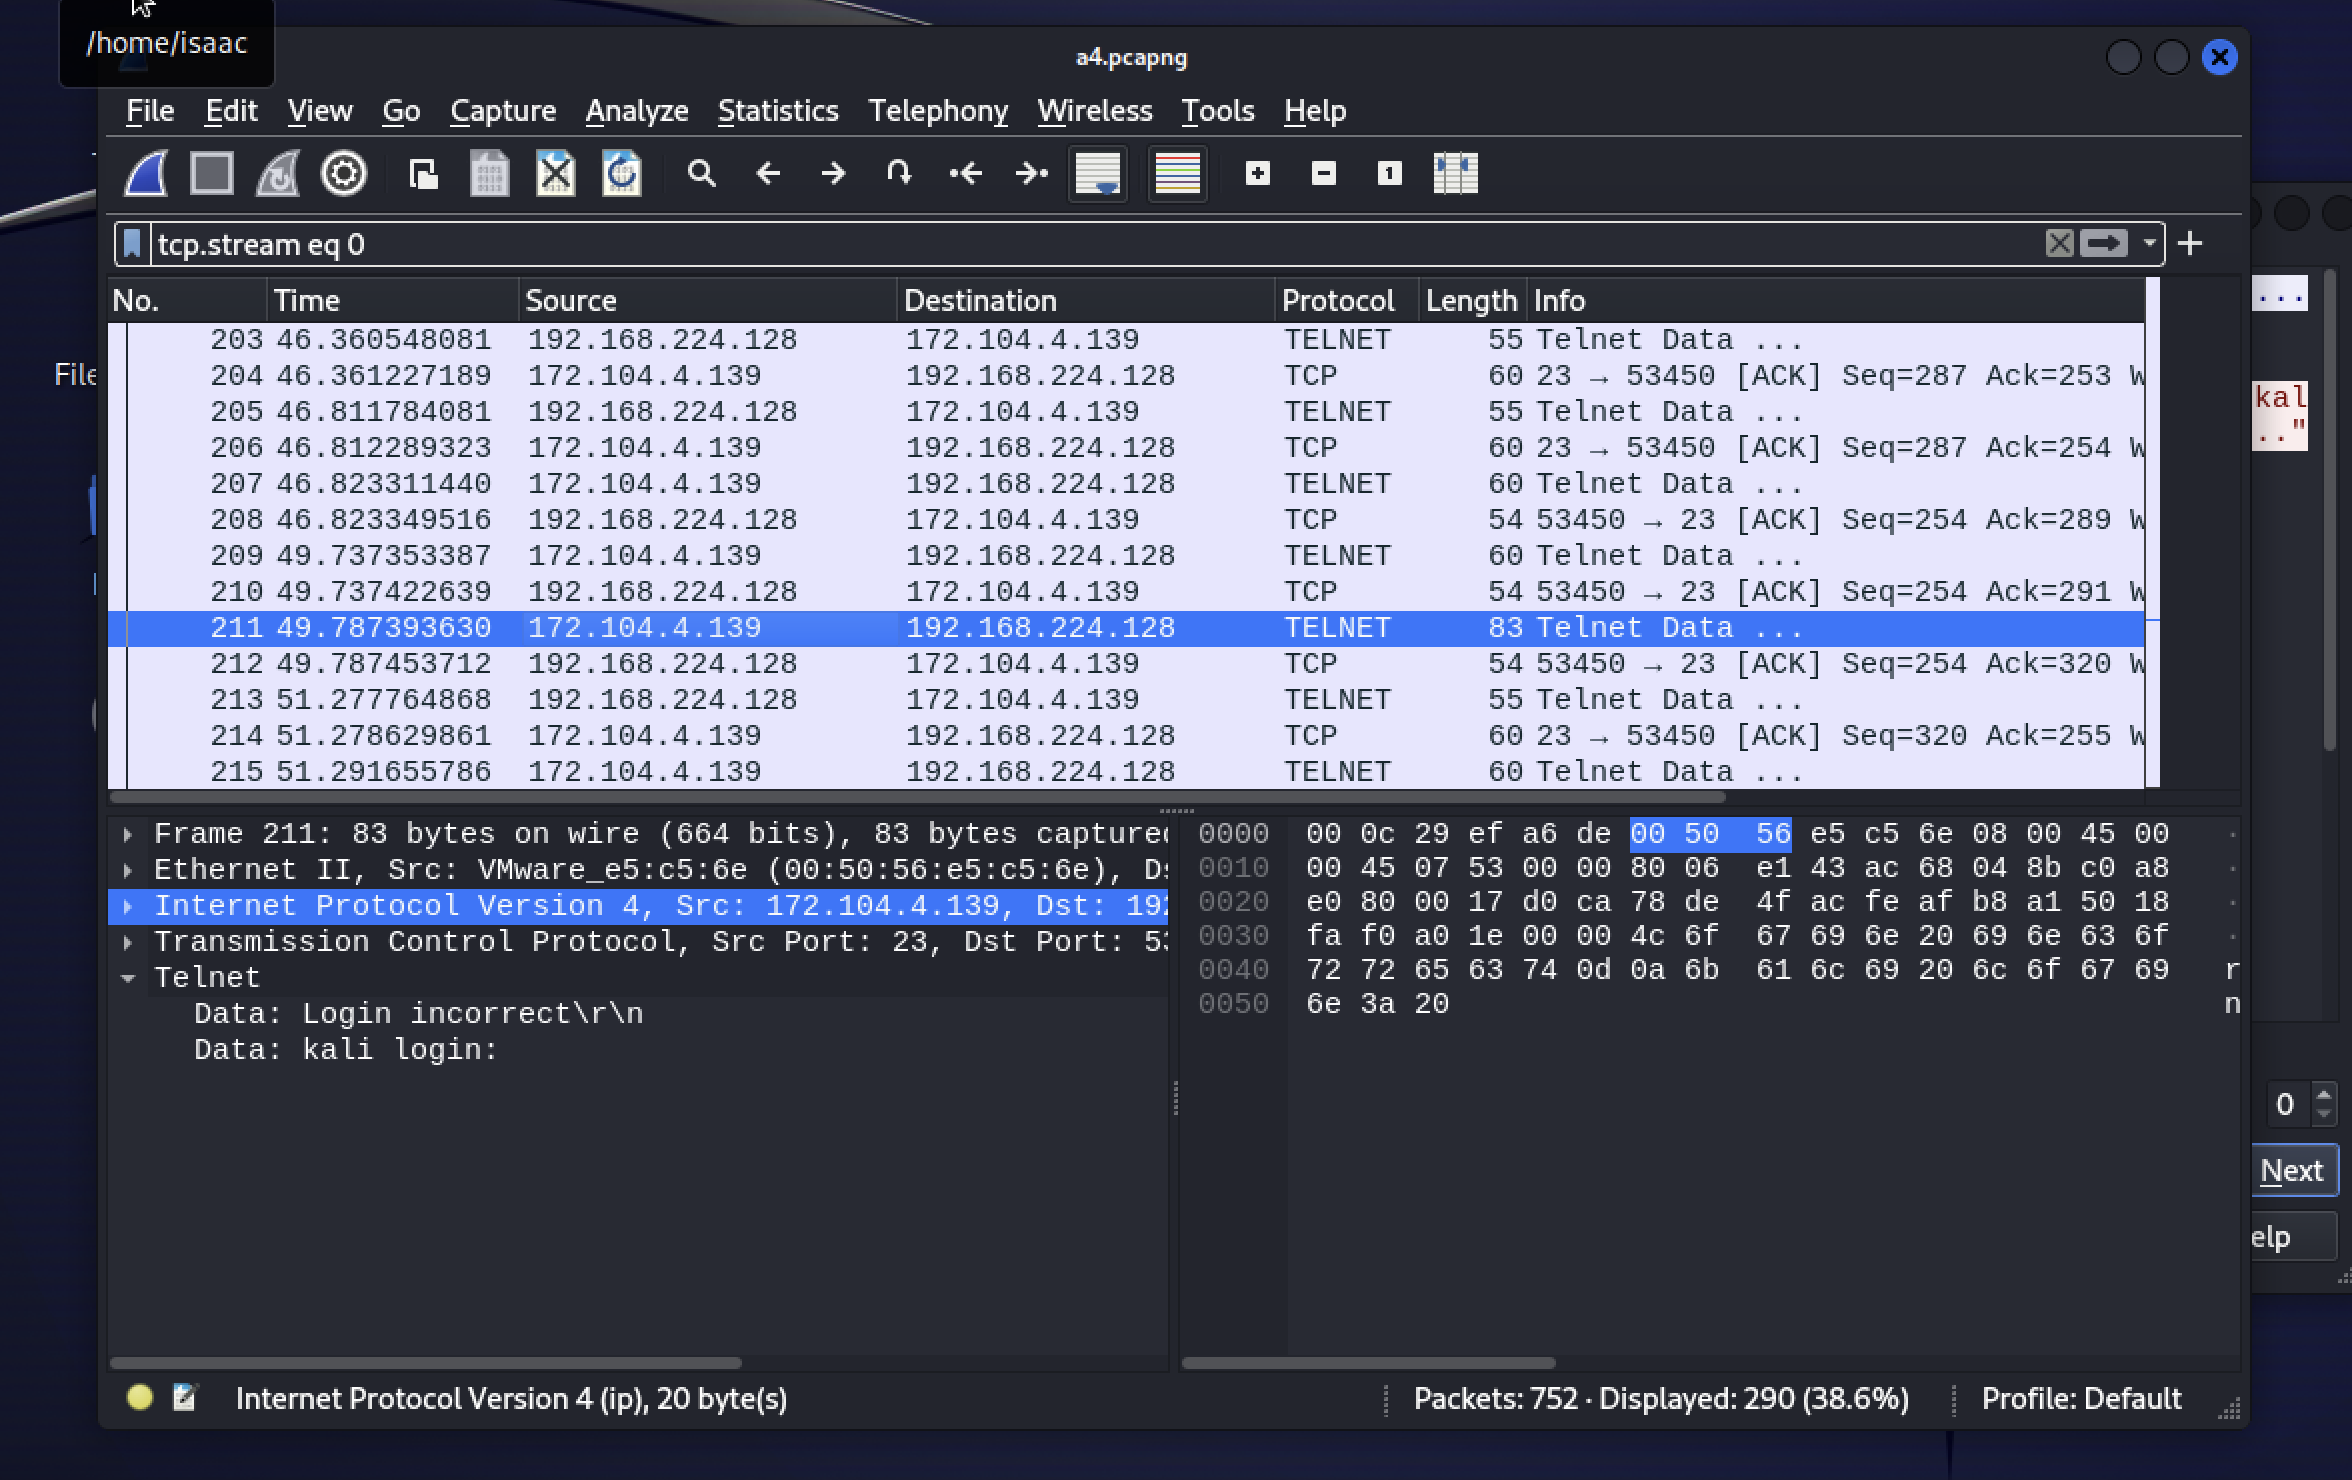 /home/isaac
a4.pcapng
File Edit View Go Capture Analyze Statistics Telephony Wireless Tools Help
tcp.stream eq 0
No. Time Source Destination Protocol Length Info
203 46.360548081 192.168.224.128 172.104.4.139 TELNET 55 Telnet Data ...
204 46.361227189 172.104.4.139 192.168.224.128 TCP 60 23 → 53450 [ACK] Seq=287 Ack=253 W
205 46.811784081 192.168.224.128 172.104.4.139 TELNET 55 Telnet Data ...
206 46.812289323 172.104.4.139 192.168.224.128 TCP 60 23 → 53450 [ACK] Seq=287 Ack=254 W
207 46.823311440 172.104.4.139 192.168.224.128 TELNET 60 Telnet Data ...
208 46.823349516 192.168.224.128 172.104.4.139 TCP 54 53450 → 23 [ACK] Seq=254 Ack=289 W
209 49.737353387 172.104.4.139 192.168.224.128 TELNET 60 Telnet Data ...
210 49.737422639 192.168.224.128 172.104.4.139 TCP 54 53450 → 23 [ACK] Seq=254 Ack=291 W
211 49.787393630 172.104.4.139 192.168.224.128 TELNET 83 Telnet Data ...
212 49.787453712 192.168.224.128 172.104.4.139 TCP 54 53450 → 23 [ACK] Seq=254 Ack=320 W
213 51.277764868 192.168.224.128 172.104.4.139 TELNET 55 Telnet Data ...
214 51.278629861 172.104.4.139 192.168.224.128 TCP 60 23 → 53450 [ACK] Seq=320 Ack=255 W
215 51.291655786 172.104.4.139 192.168.224.128 TELNET 60 Telnet Data ...
Frame 211: 83 bytes on wire (664 bits), 83 bytes captured
Ethernet II, Src: VMware_e5:c5:6e (00:50:56:e5:c5:6e), Ds
Internet Protocol Version 4, Src: 172.104.4.139, Dst: 192
Transmission Control Protocol, Src Port: 23, Dst Port: 53
Telnet
Data: Login incorrect\r\n
Data: kali login:
0000 00 0c 29 ef a6 de 00 50 56 e5 c5 6e 08 00 45 00 ·
0010 00 45 07 53 00 00 80 06 e1 43 ac 68 04 8b c0 a8 ·
0020 e0 80 00 17 d0 ca 78 de 4f ac fe af b8 a1 50 18 ·
0030 fa f0 a0 1e 00 00 4c 6f 67 69 6e 20 69 6e 63 6f ·
0040 72 72 65 63 74 0d 0a 6b 61 6c 69 20 6c 6f 67 69 r
0050 6e 3a 20 n
Internet Protocol Version 4 (ip), 20 byte(s)
Packets: 752 · Displayed: 290 (38.6%)
Profile: Default
File
...
kal
.."
0
Next
elp